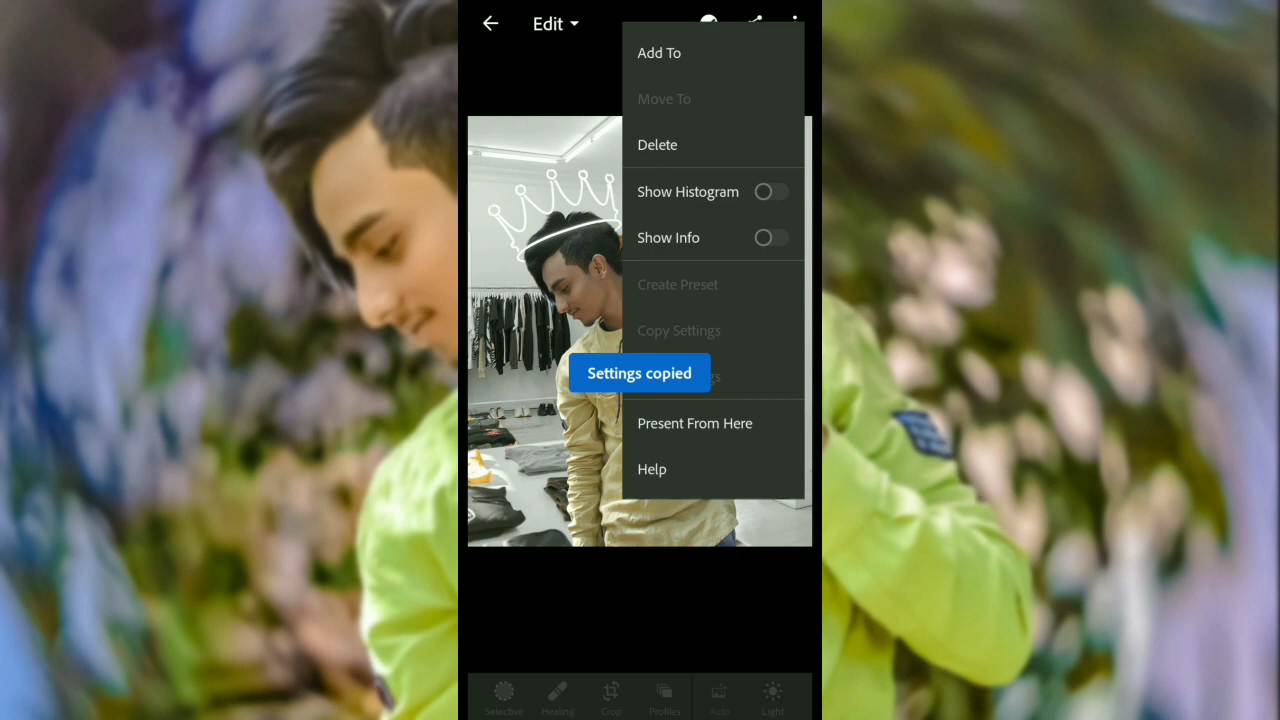 Edit
Add To
Move To
Delete
Show Histogram
Show Info
Create Preset
Copy Settings
Settings copied
Present From Here
Help
Selective
Healing
Crop
Profiles
Auto
Light